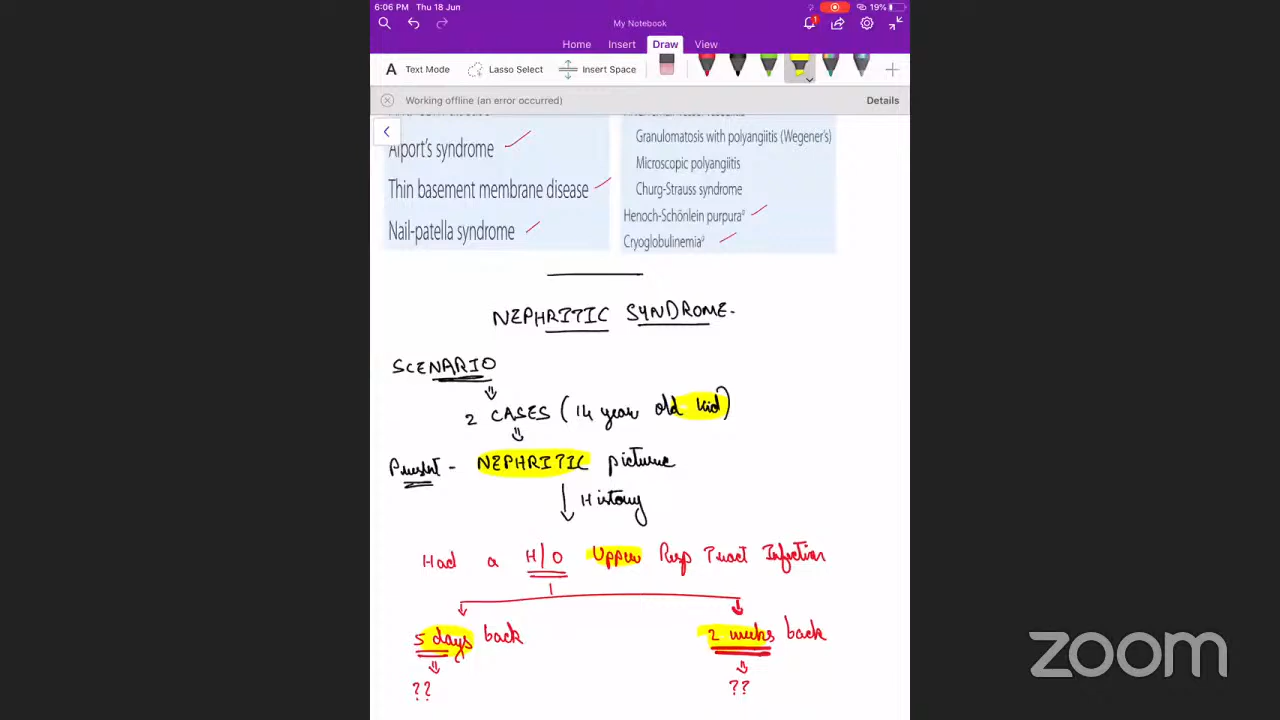 6:06 PM Thu 18 Jun
19%
My Notebook
1
Home Insert Draw View
A Text Mode Lasso Select Insert Space
Working offline (an error occurred) Details
Alport's syndrome
Thin basement membrane disease
Nail-patella syndrome
Granulomatosis with polyangiitis (Wegener's)
Microscopic polyangiitis
Churg-Strauss syndrome
Henoch-Schönlein purpura
Cryoglobulinemia
NEPHRITIC SYNDROME.
SCENARIO
2 CASES (14 year old kid)
Present - NEPHRITIC picture
History
Had a H/O Upper Resp Tract Infection
5 days back
2 weeks back
??
??
zoom